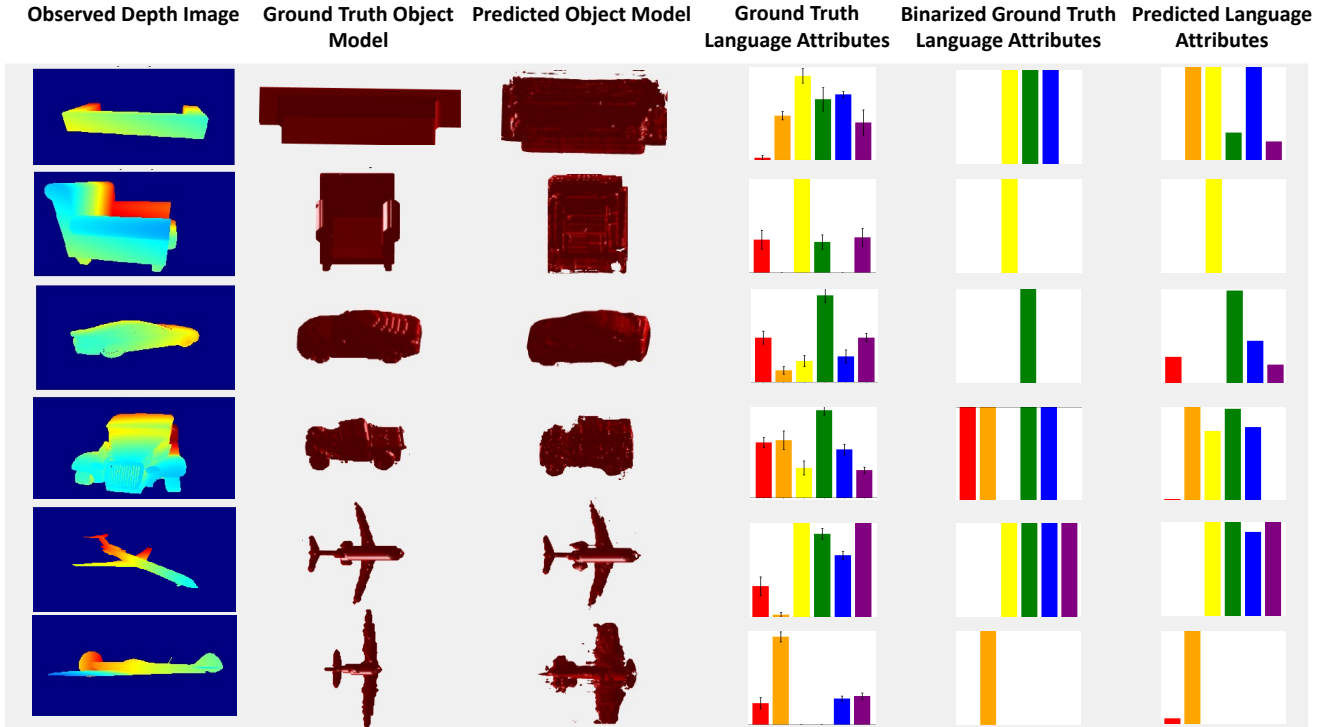 Observed Depth Image
Ground Truth Object
Model
Predicted Object Model
Ground Truth
Language Attributes
Binarized Ground Truth
Language Attributes
Predicted Language
Attributes